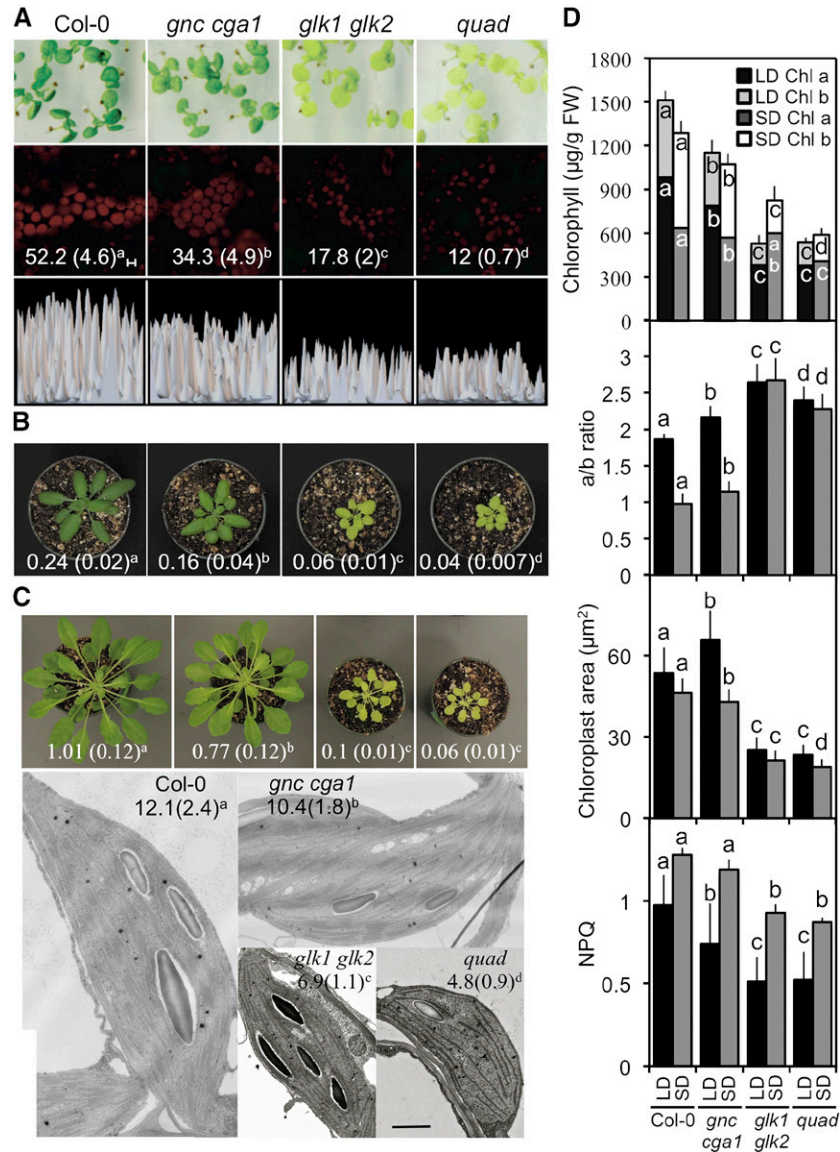 A
Col-0 gnc cga1 glk1 glk2 quad
52.2 (4.6)a 34.3 (4.9)b 17.8 (2)c 12 (0.7)d
B
0.24 (0.02)a 0.16 (0.04)b 0.06 (0.01)c 0.04 (0.007)d
C
1.01 (0.12)a 0.77 (0.12)b 0.1 (0.01)c 0.06 (0.01)c
Col-0
12.1(2.4)a
gnc cga1
10.4(1.8)b
glk1 glk2
6.9(1.1)c
quad
4.8(0.9)d
D
LD Chl a
LD Chl b
SD Chl a
SD Chl b
Chlorophyll (µg/g FW)
1800
1500
1200
900
600
300
0
a a b b c c c c
a a b b c a b c c
a/b ratio
3
2.5
2
1.5
1
0.5
0
a a b b c c d d
Chloroplast area (µm²)
60
30
0
a a b b c c c d
NPQ
1
0.5
0
a a b a c b c b
LD SD LD SD LD SD LD SD
Col-0 gnc cga1 glk1 glk2 quad